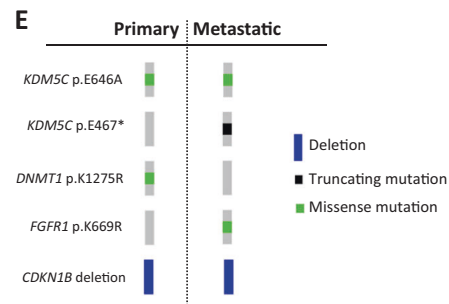 E
Primary Metastatic
KDM5C p.E646A
KDM5C p.E467*
Deletion
Truncating mutation
DNMT1 p.K1275R
Missense mutation
FGFR1 p.K669R
CDKN1B deletion